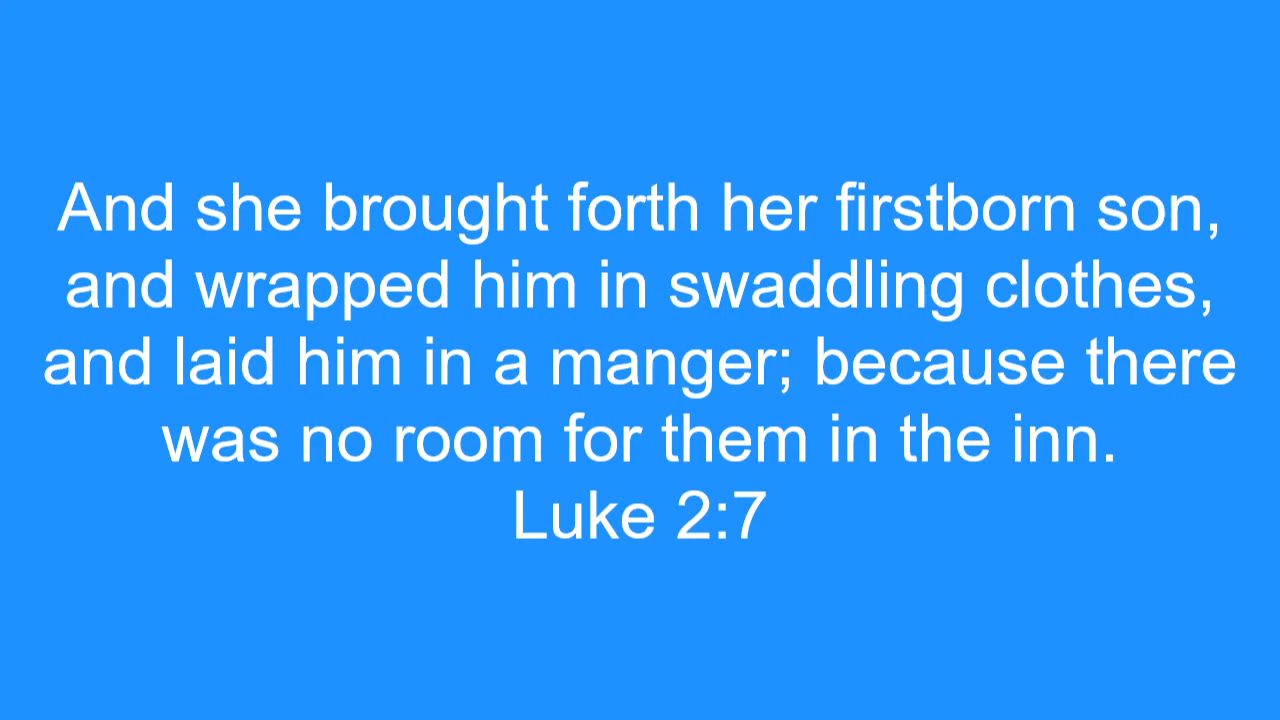 And she brought forth her firstborn son,
and wrapped him in swaddling clothes,
and laid him in a manger; because there
was no room for them in the inn.
Luke 2:7